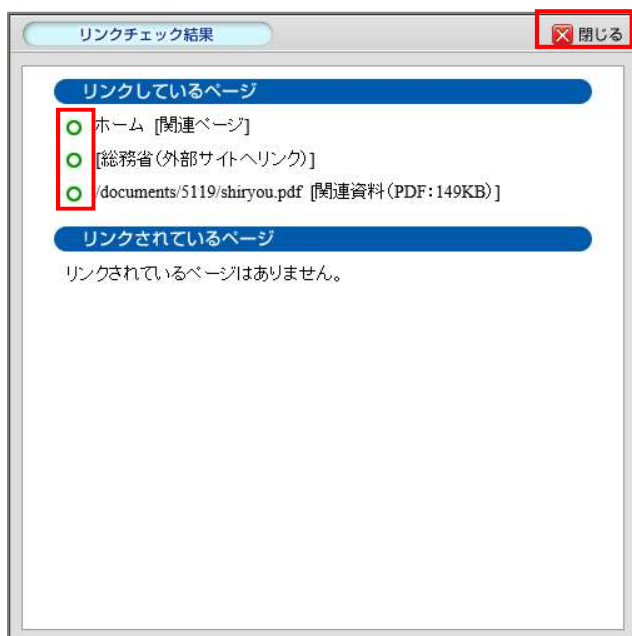 リンクチェック結果
閉じる
リンクしているページ
ホーム [関連ページ]
[総務省(外部サイトへリンク)]
/documents/5119/shiryou.pdf [関連資料(PDF:149KB)]
リンクされているページ
リンクされているページはありません。